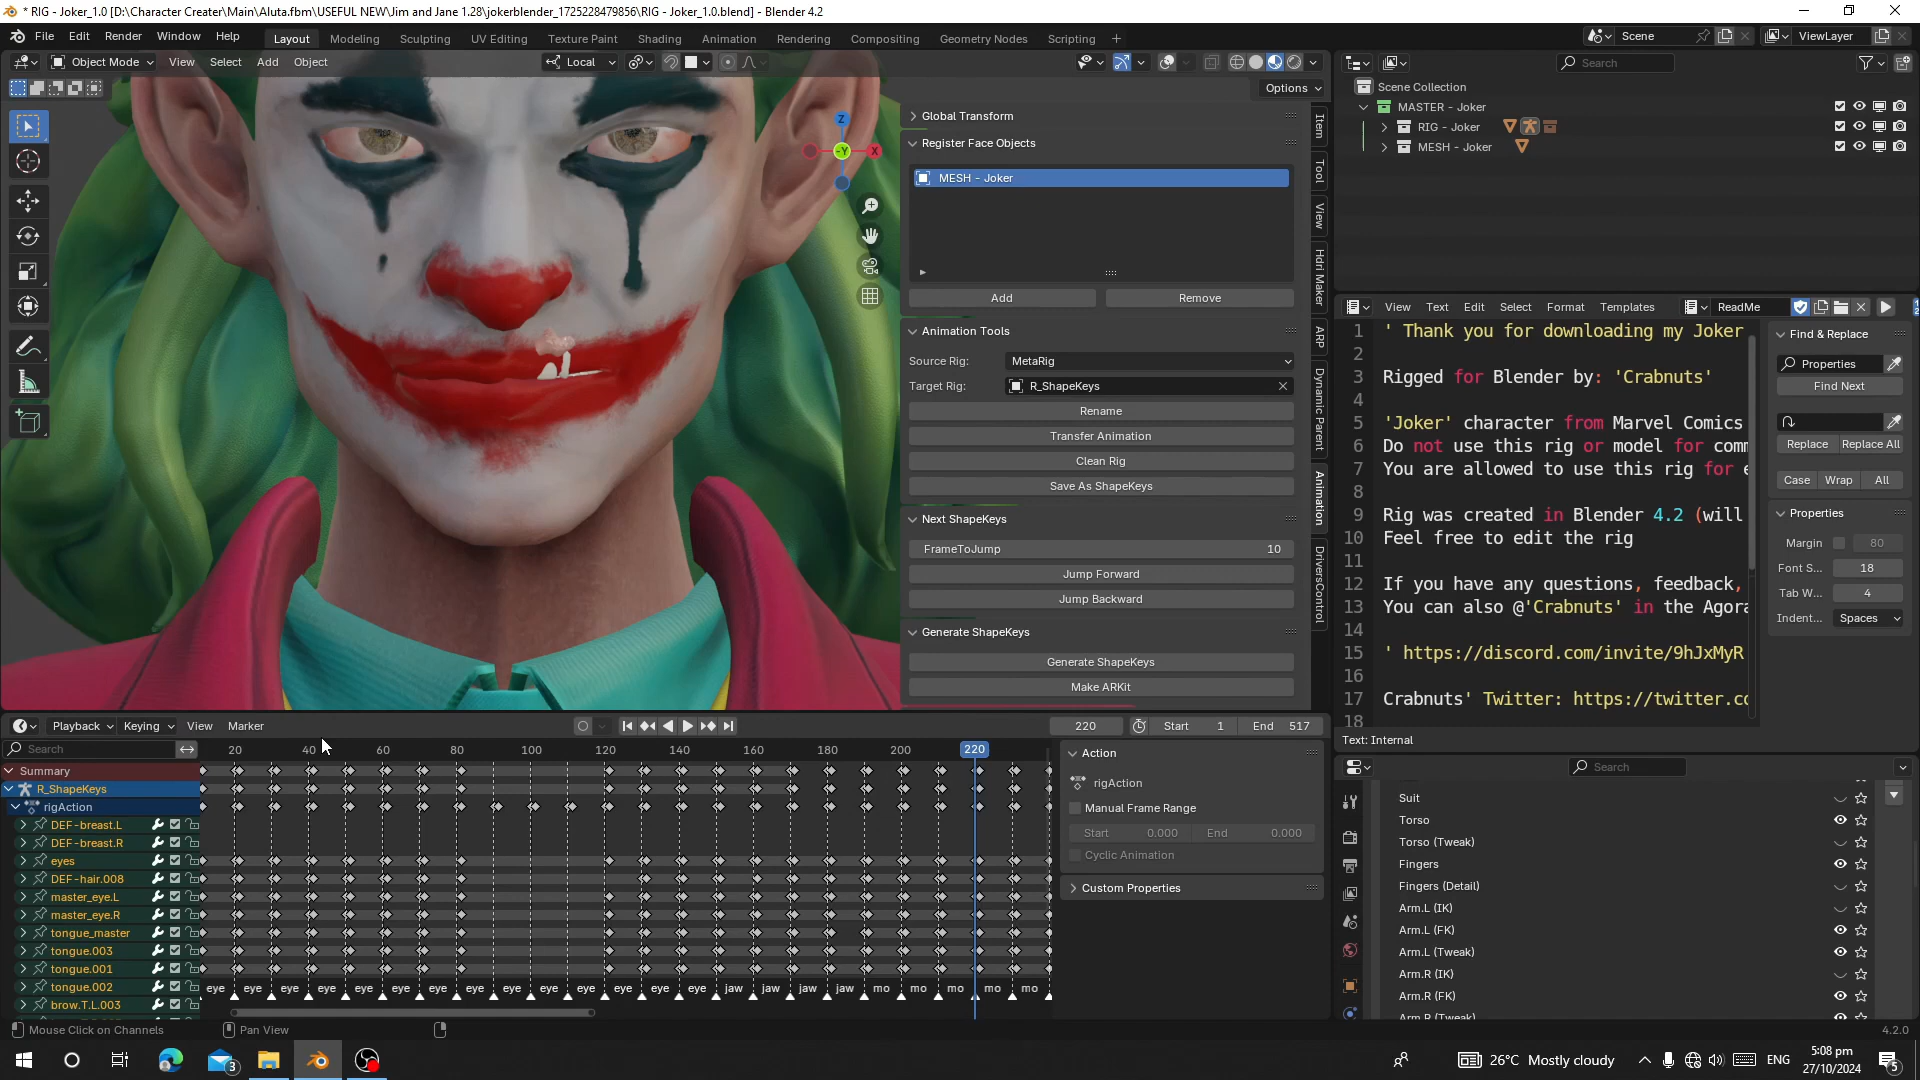 * RIG - Joker_1.0 [D:\Character Creater\Main\Aluta.fbm\USEFUL NEW\Jim and Jane 1.28\jokerblender_1725228479856\RIG - Joker_1.0.blend] - Blender 4.2
File Edit Render Window Help Layout Modeling Sculpting UV Editing Texture Paint Shading Animation Rendering Compositing Geometry Nodes Scripting + Scene ViewLayer
Object Mode View Select Add Object Local Search
Options
Z
-Y X
Global Transform
Register Face Objects
MESH - Joker
Add Remove
Animation Tools
Source Rig: MetaRig
Target Rig: R_ShapeKeys
Rename
Transfer Animation
Clean Rig
Save As ShapeKeys
Next ShapeKeys
FrameToJump 10
Jump Forward
Jump Backward
Generate ShapeKeys
Generate ShapeKeys
Make ARKit
Item
Tool
View
Hdri Maker
ARP
Dynamic Parent
Animation
DriversControl
Scene Collection
MASTER - Joker
RIG - Joker
MESH - Joker
View Text Edit Select Format Templates ReadMe
1 ' Thank you for downloading my Joker
2
3 Rigged for Blender by: 'Crabnuts'
4
5 'Joker' character from Marvel Comics
6 Do not use this rig or model for comm
7 You are allowed to use this rig for e
8
9 Rig was created in Blender 4.2 (will
10 Feel free to edit the rig
11
12 If you have any questions, feedback,
13 You can also @'Crabnuts' in the Agora
14
15 ' https://discord.com/invite/9hJxMyR
16
17 Crabnuts' Twitter: https://twitter.co
18
Find & Replace
Properties
Find Next
Replace Replace All
Case Wrap All
Properties
Margin 80
Font S... 18
Tab W... 4
Indent... Spaces
Text: Internal
Playback Keying View Marker 220 Start 1 End 517
Search 20 40 60 80 100 120 140 160 180 200 220
Summary
R_ShapeKeys
rigAction
DEF-breast.L
DEF-breast.R
eyes
DEF-hair.008
master_eye.L
master_eye.R
tongue_master
tongue.003
tongue.001
tongue.002
brow.T.L.003
eye eye eye eye eye eye eye eye eye eye eye eye eye eye jaw jaw jaw jaw mo mo mo mo mo
Action
rigAction
Manual Frame Range
Start 0.000 End 0.000
Cyclic Animation
Custom Properties
Search
Suit
Torso
Torso (Tweak)
Fingers
Fingers (Detail)
Arm.L (IK)
Arm.L (FK)
Arm.L (Tweak)
Arm.R (IK)
Arm.R (FK)
Arm.R (Tweak)
Mouse Click on Channels Pan View 4.2.0
3 26°C Mostly cloudy ENG 5:08 pm
27/10/2024 5